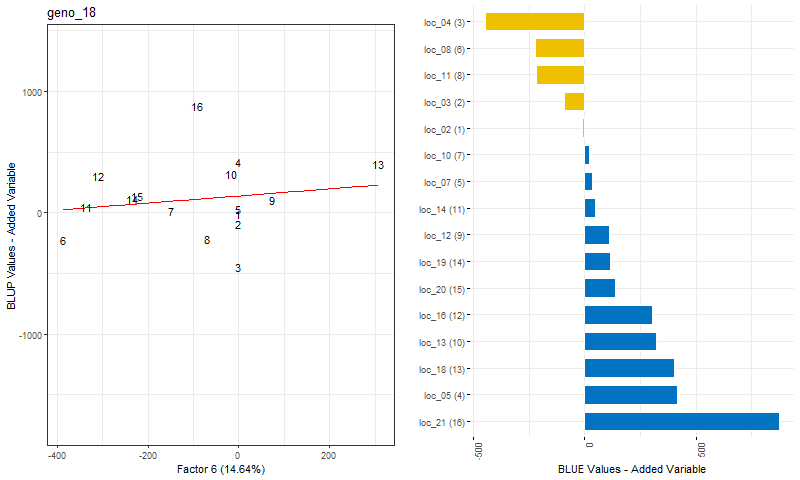 geno_18
BLUP Values - Added Variable
1000
0
-1000
16
13
4
12
10
15
14
9
11
7
5
1
2
6
8
3
-400
-200
0
200
Factor 6 (14.64%)
loc_04 (3)
loc_08 (6)
loc_11 (8)
loc_03 (2)
loc_02 (1)
loc_10 (7)
loc_07 (5)
loc_14 (11)
loc_12 (9)
loc_19 (14)
loc_20 (15)
loc_16 (12)
loc_13 (10)
loc_18 (13)
loc_05 (4)
loc_21 (16)
-500
0
500
BLUE Values - Added Variable